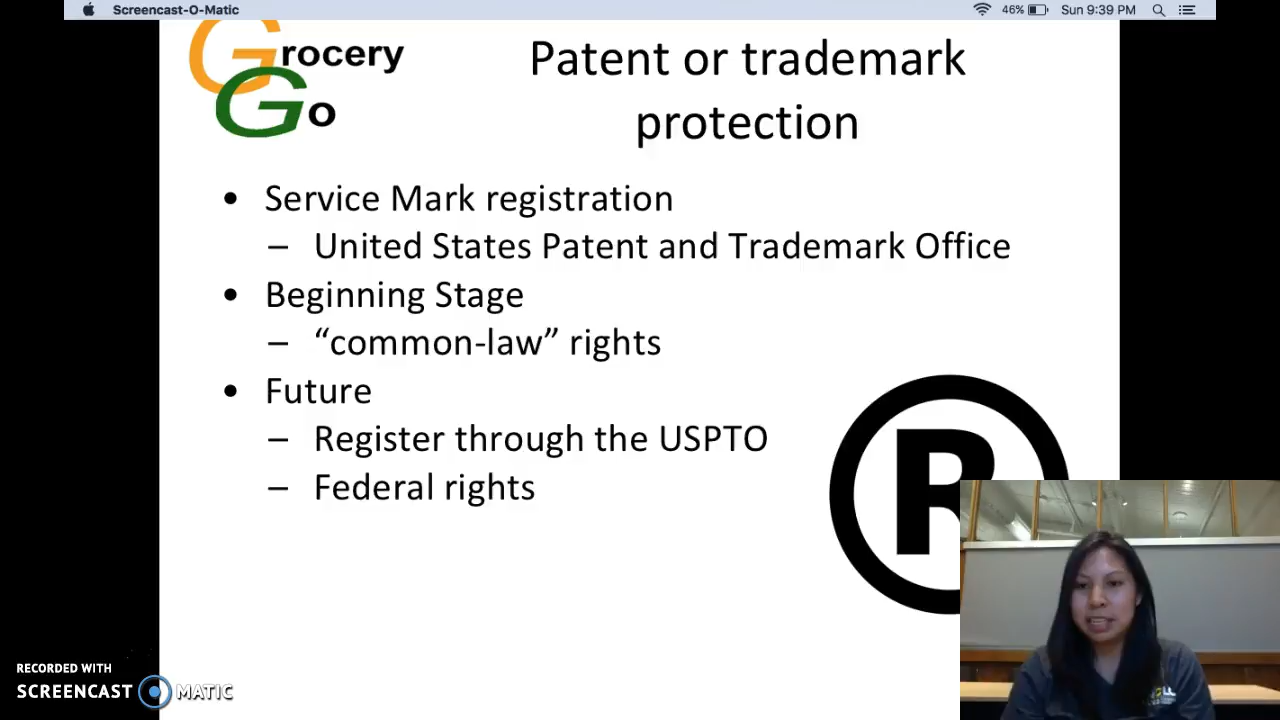 Screencast-O-Matic
46%
Sun 9:39 PM
Grocery
Go
Patent or trademark
protection
• Service Mark registration
– United States Patent and Trademark Office
• Beginning Stage
– “common-law” rights
• Future
– Register through the USPTO
– Federal rights
R
RECORDED WITH
SCREENCAST MATIC